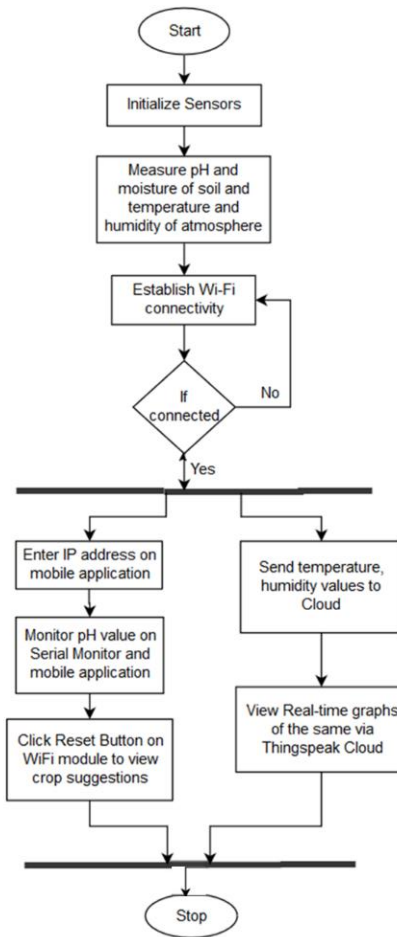 Start
Initialize Sensors
Measure pH and
moisture of soil and
temperature and
humidity of atmosphere
Establish Wi-Fi
connectivity
If
connected
No
Yes
Enter IP address on
mobile application
Monitor pH value on
Serial Monitor and
mobile application
Click Reset Button on
WiFi module to view
crop suggestions
Send temperature,
humidity values to
Cloud
View Real-time graphs
of the same via
Thingspeak Cloud
Stop